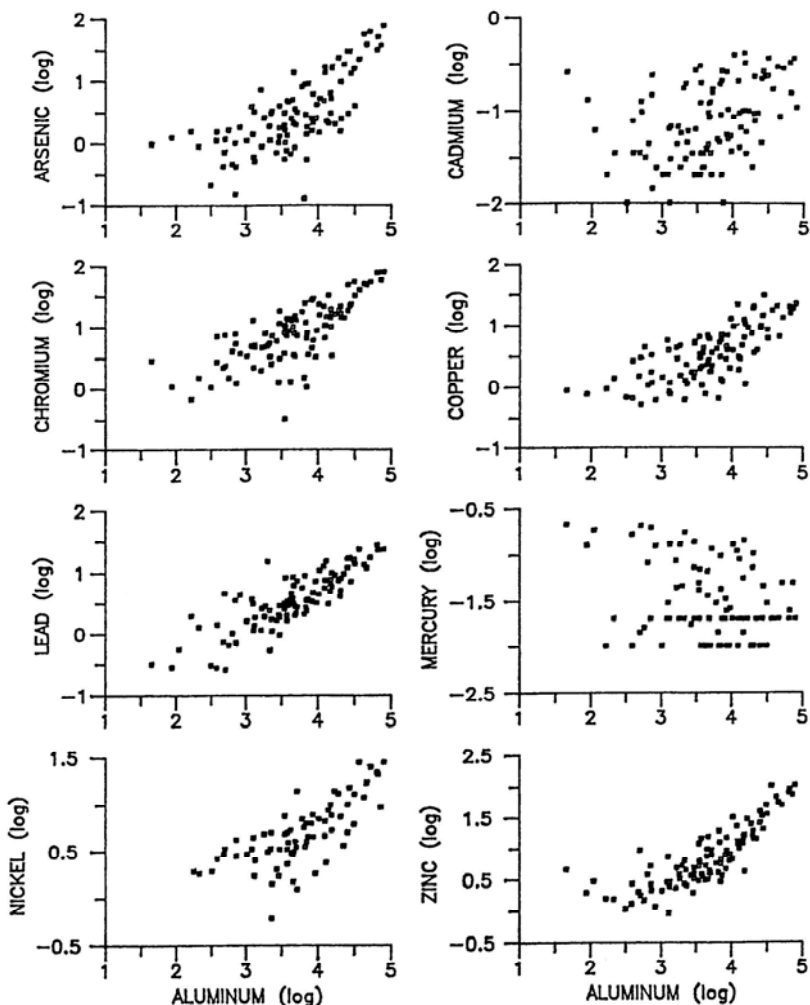 2
1
0
-1
ARSENIC (log)
1 2 3 4 5
-0
-1
-2
CADMIUM (log)
1 2 3 4 5
2
1
0
-1
CHROMIUM (log)
1 2 3 4 5
2
1
0
-1
COPPER (log)
1 2 3 4 5
2
1
0
-1
LEAD (log)
1 2 3 4 5
-0.5
-1.5
-2.5
MERCURY (log)
1 2 3 4 5
1.5
0.5
-0.5
NICKEL (log)
1 2 3 4 5
ALUMINUM (log)
2.5
1.5
0.5
-0.5
ZINC (log)
1 2 3 4 5
ALUMINUM (log)